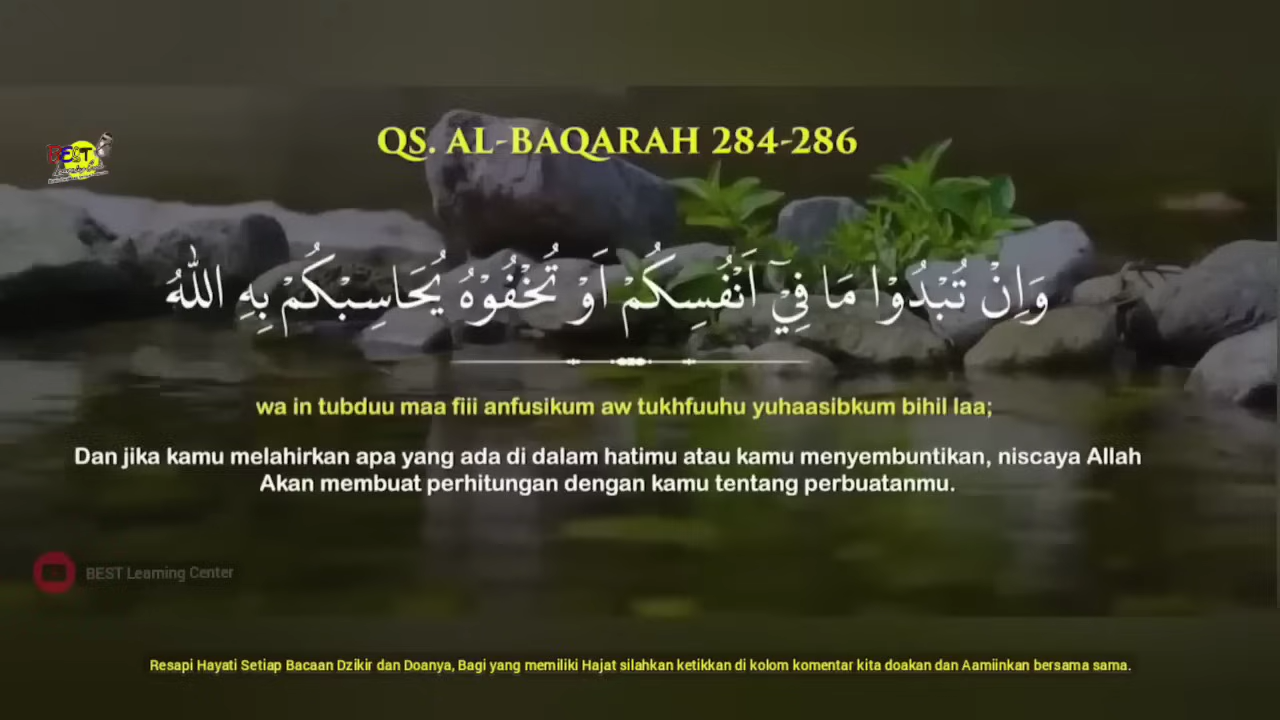 QS. AL-BAQARAH 284-286
BEST
وَاِنْ تُبْدُوْا مَا فِيْٓ اَنْفُسِكُمْ اَوْ تُخْفُوْهُ يُحَاسِبْكُمْ بِهِ اللّٰهُ
wa in tubduu maa fiii anfusikum aw tukhfuuhu yuhaasibkum bihil laa;
Dan jika kamu melahirkan apa yang ada di dalam hatimu atau kamu menyembuntikan, niscaya Allah
Akan membuat perhitungan dengan kamu tentang perbuatanmu.
BEST Learning Center
Resapi Hayati Setiap Bacaan Dzikir dan Doanya, Bagi yang memiliki Hajat silahkan ketikkan di kolom komentar kita doakan dan Aamiinkan bersama sama.